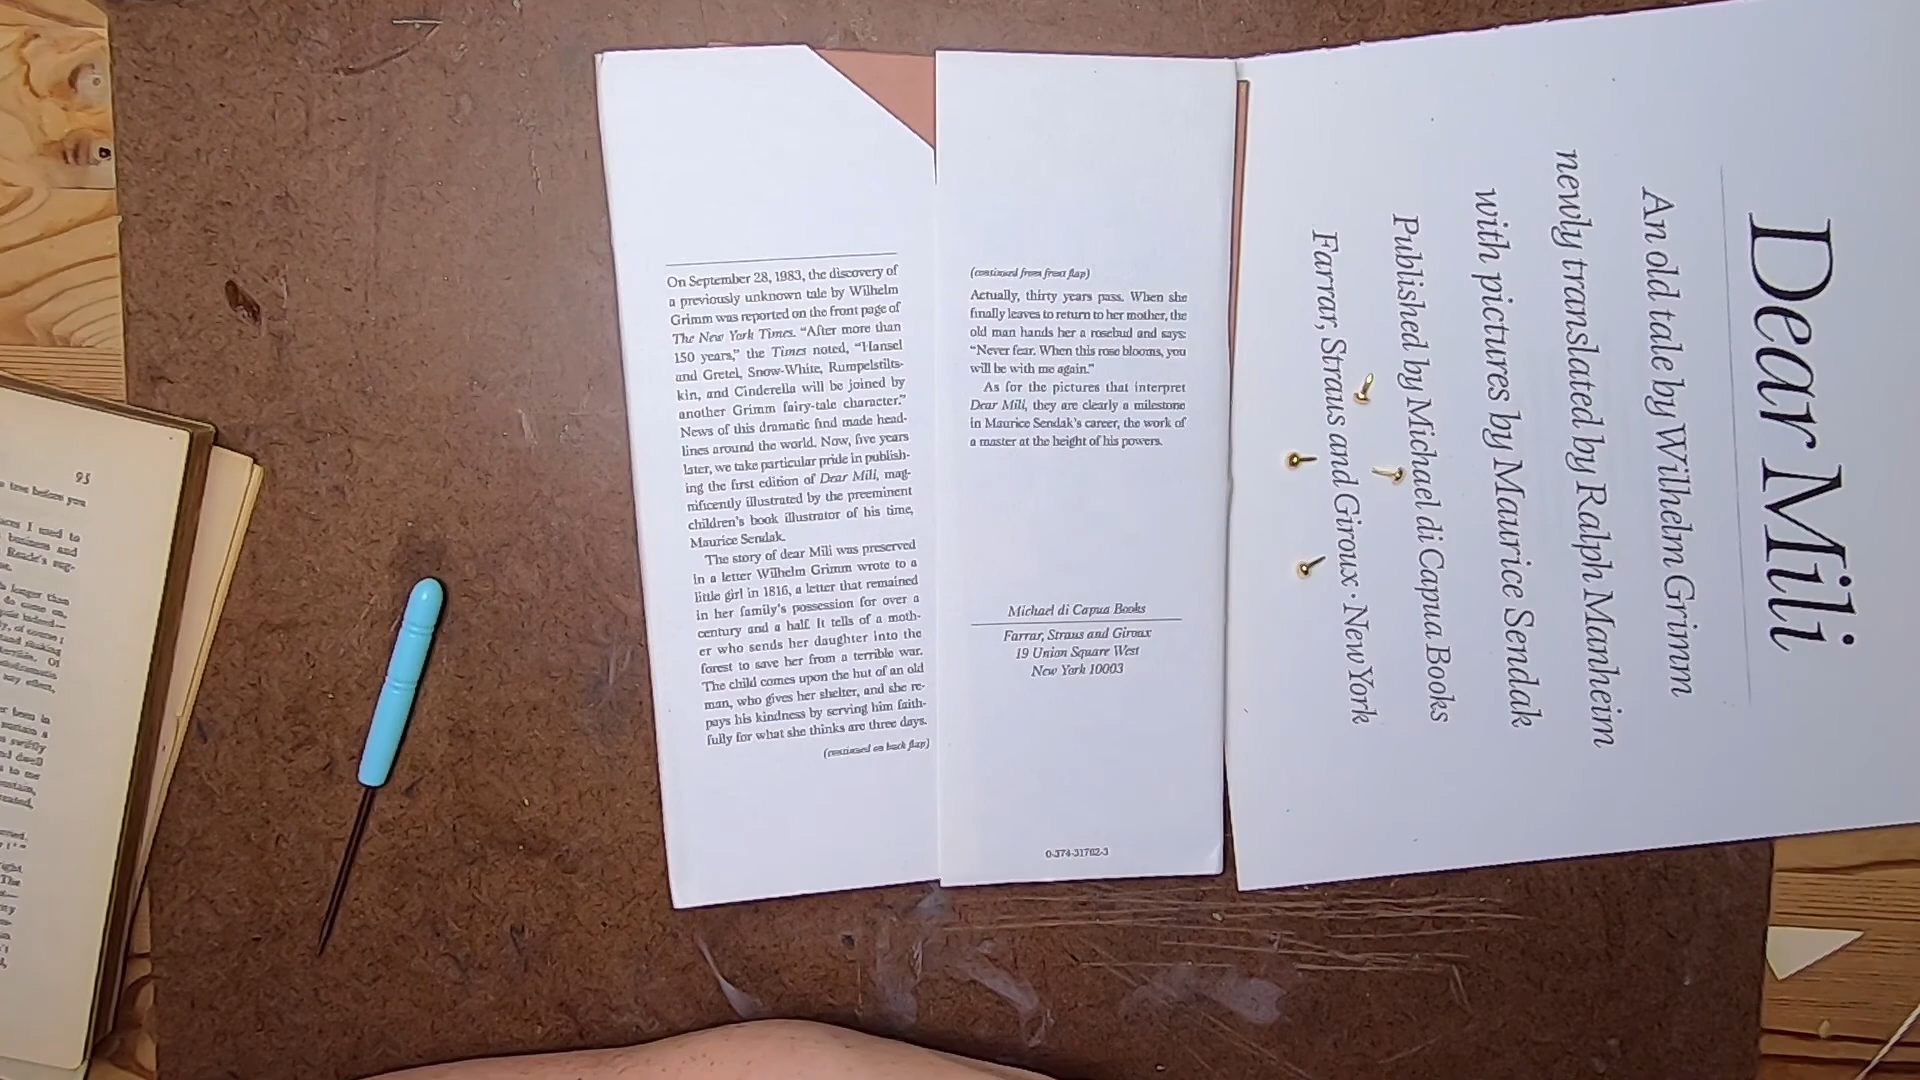 95
n tree before you
aces I used to
business and
Reade's sug-
longer than
do come on,
On September 28, 1983, the discovery of
a previously unknown tale by Wilhelm
Grimm was reported on the front page of
The New York Times. “After more than
150 years,” the Times noted, “Hansel
and Gretel, Snow-White, Rumpelstilts-
kin, and Cinderella will be joined by
another Grimm fairy-tale character.”
News of this dramatic find made head-
lines around the world. Now, five years
later, we take particular pride in publish-
ing the first edition of Dear Mili, mag-
nificently illustrated by the preeminent
children's book illustrator of his time,
Maurice Sendak.
The story of dear Mili was preserved
in a letter Wilhelm Grimm wrote to a
little girl in 1816, a letter that remained
in her family's possession for over a
century and a half. It tells of a moth-
er who sends her daughter into the
forest to save her from a terrible war.
The child comes upon the hut of an old
man, who gives her shelter, and she re-
pays his kindness by serving him faith-
fully for what she thinks are three days.
(continued on back flap)
(continued from front flap)
Actually, thirty years pass. When she
finally leaves to return to her mother, the
old man hands her a rosebud and says:
“Never fear. When this rose blooms, you
will be with me again.”
As for the pictures that interpret
Dear Mili, they are clearly a milestone
in Maurice Sendak's career, the work of
a master at the height of his powers.
Michael di Capua Books
Farrar, Straus and Giroux
19 Union Square West
New York 10003
0-374-31762-3
Dear Mili
An old tale by Wilhelm Grimm
newly translated by Ralph Manheim
with pictures by Maurice Sendak
Published by Michael di Capua Books
Farrar, Straus and Giroux · New York